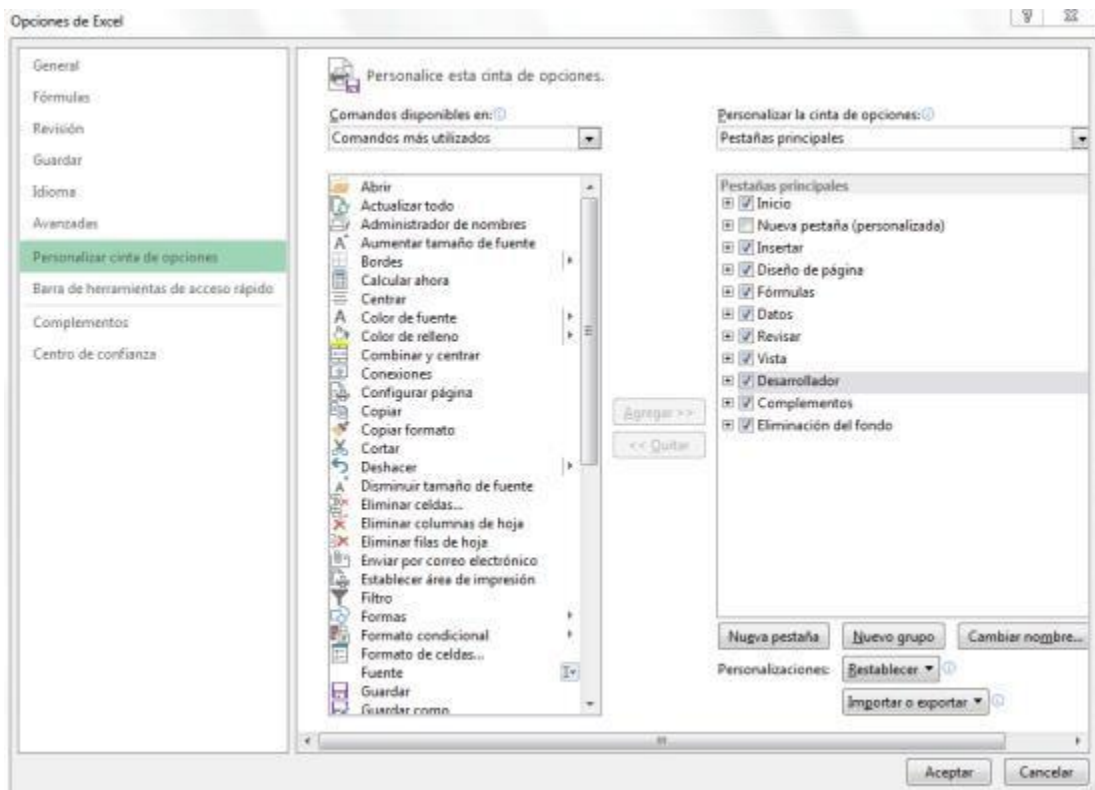 Opciones de Excel
General
Fórmulas
Revisión
Guardar
Idioma
Avanzadas
Personalizar cinta de opciones
Barra de herramientas de acceso rápido
Complementos
Centro de confianza
Personalice esta cinta de opciones.
Comandos disponibles en:
Comandos más utilizados
Abrir
Actualizar todo
Administrador de nombres
Aumentar tamaño de fuente
Bordes
Calcular ahora
Centrar
Color de fuente
Color de relleno
Combinar y centrar
Conexiones
Configurar página
Copiar
Copiar formato
Cortar
Deshacer
Disminuir tamaño de fuente
Eliminar celdas...
Eliminar columnas de hoja
Eliminar filas de hoja
Enviar por correo electrónico
Establecer área de impresión
Filtro
Formas
Formato condicional
Formato de celdas...
Fuente
Guardar
Guardar como
Agregar >>
<< Quitar
Personalizar la cinta de opciones:
Pestañas principales
Pestañas principales
Inicio
Nueva pestaña (personalizada)
Insertar
Diseño de página
Fórmulas
Datos
Revisar
Vista
Desarrollador
Complementos
Eliminación del fondo
Nueva pestaña
Nuevo grupo
Cambiar nombre...
Personalizaciones:
Restablecer
Importar o exportar
Aceptar
Cancelar